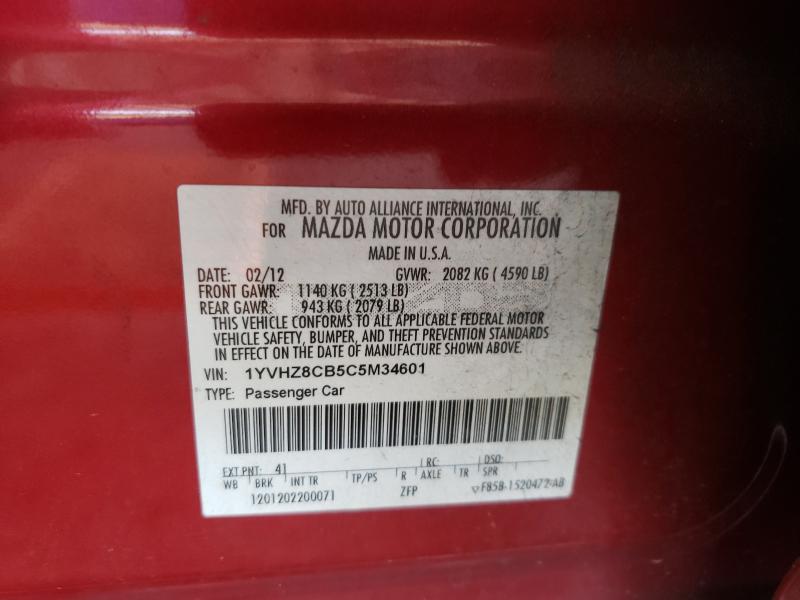 MFD. BY AUTO ALLIANCE INTERNATIONAL, INC.
FOR MAZDA MOTOR CORPORATION
MADE IN U.S.A.
DATE: 02/12 GVWR: 2082 KG ( 4590 LB)
FRONT GAWR: 1140 KG ( 2513 LB)
REAR GAWR: 943 KG ( 2079 LB)
THIS VEHICLE CONFORMS TO ALL APPLICABLE FEDERAL MOTOR
VEHICLE SAFETY, BUMPER, AND THEFT PREVENTION STANDARDS
IN EFFECT ON THE DATE OF MANUFACTURE SHOWN ABOVE.
VIN: 1YVHZ8CB5C5M34601
TYPE: Passenger Car
EXT PNT: 41 RC: DSO:
WB BRK INT TR TP/PS R AXLE TR SPR
1201202200071 ZFP F85B-1520472-AB